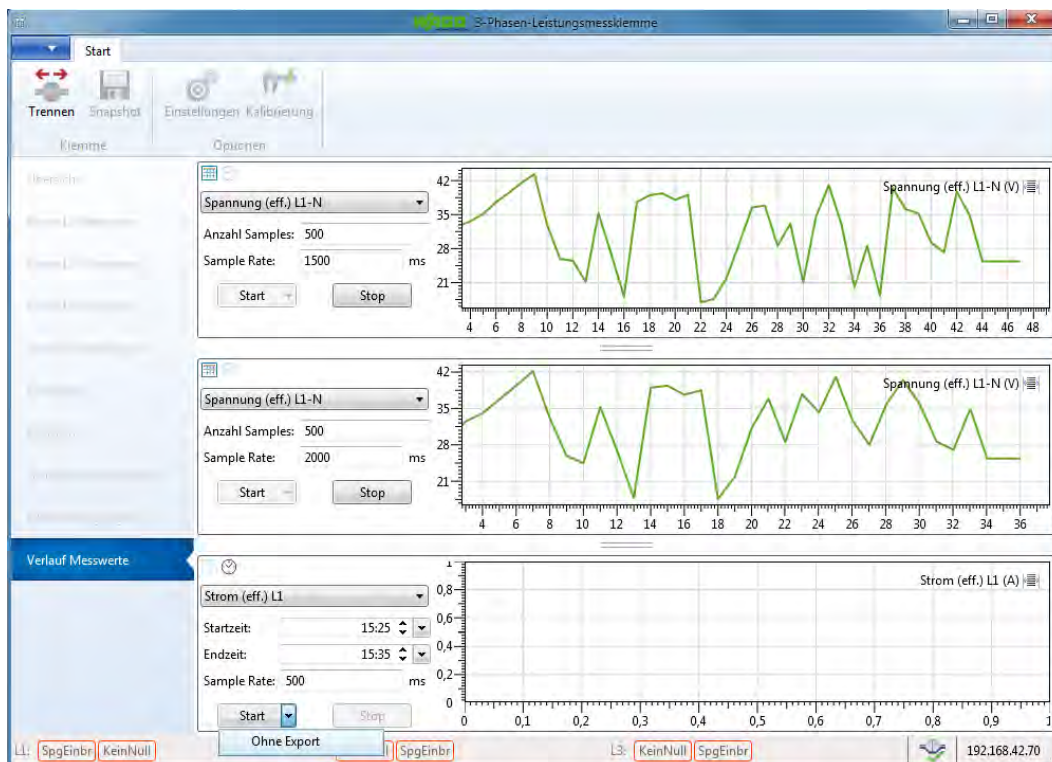 3-Phasen-Leistungsmessklemme
Start
Trennen Snapshot Einstellungen Kalibrierung
Klemme Optionen
Spannung (eff.) L1-N
Anzahl Samples: 500
Sample Rate: 1500 ms
Start Stop
Spannung (eff.) L1-N (V)
42
35
28
21
4 6 8 10 12 14 16 18 20 22 24 26 28 30 32 34 36 38 40 42 44 46 48
Spannung (eff.) L1-N
Anzahl Samples: 500
Sample Rate: 2000 ms
Start Stop
Spannung (eff.) L1-N (V)
42
35
28
21
4 6 8 10 12 14 16 18 20 22 24 26 28 30 32 34 36
Verlauf Messwerte
Strom (eff.) L1
Startzeit: 15:25
Endzeit: 15:35
Sample Rate: 500 ms
Start Stop
Ohne Export
Strom (eff.) L1 (A)
1
0,8
0,6
0,4
0,2
0
0 0,1 0,2 0,3 0,4 0,5 0,6 0,7 0,8 0,9 1
L1: SpgEinbr KeinNull SpgEinbr L3: KeinNull SpgEinbr 192.168.42.70